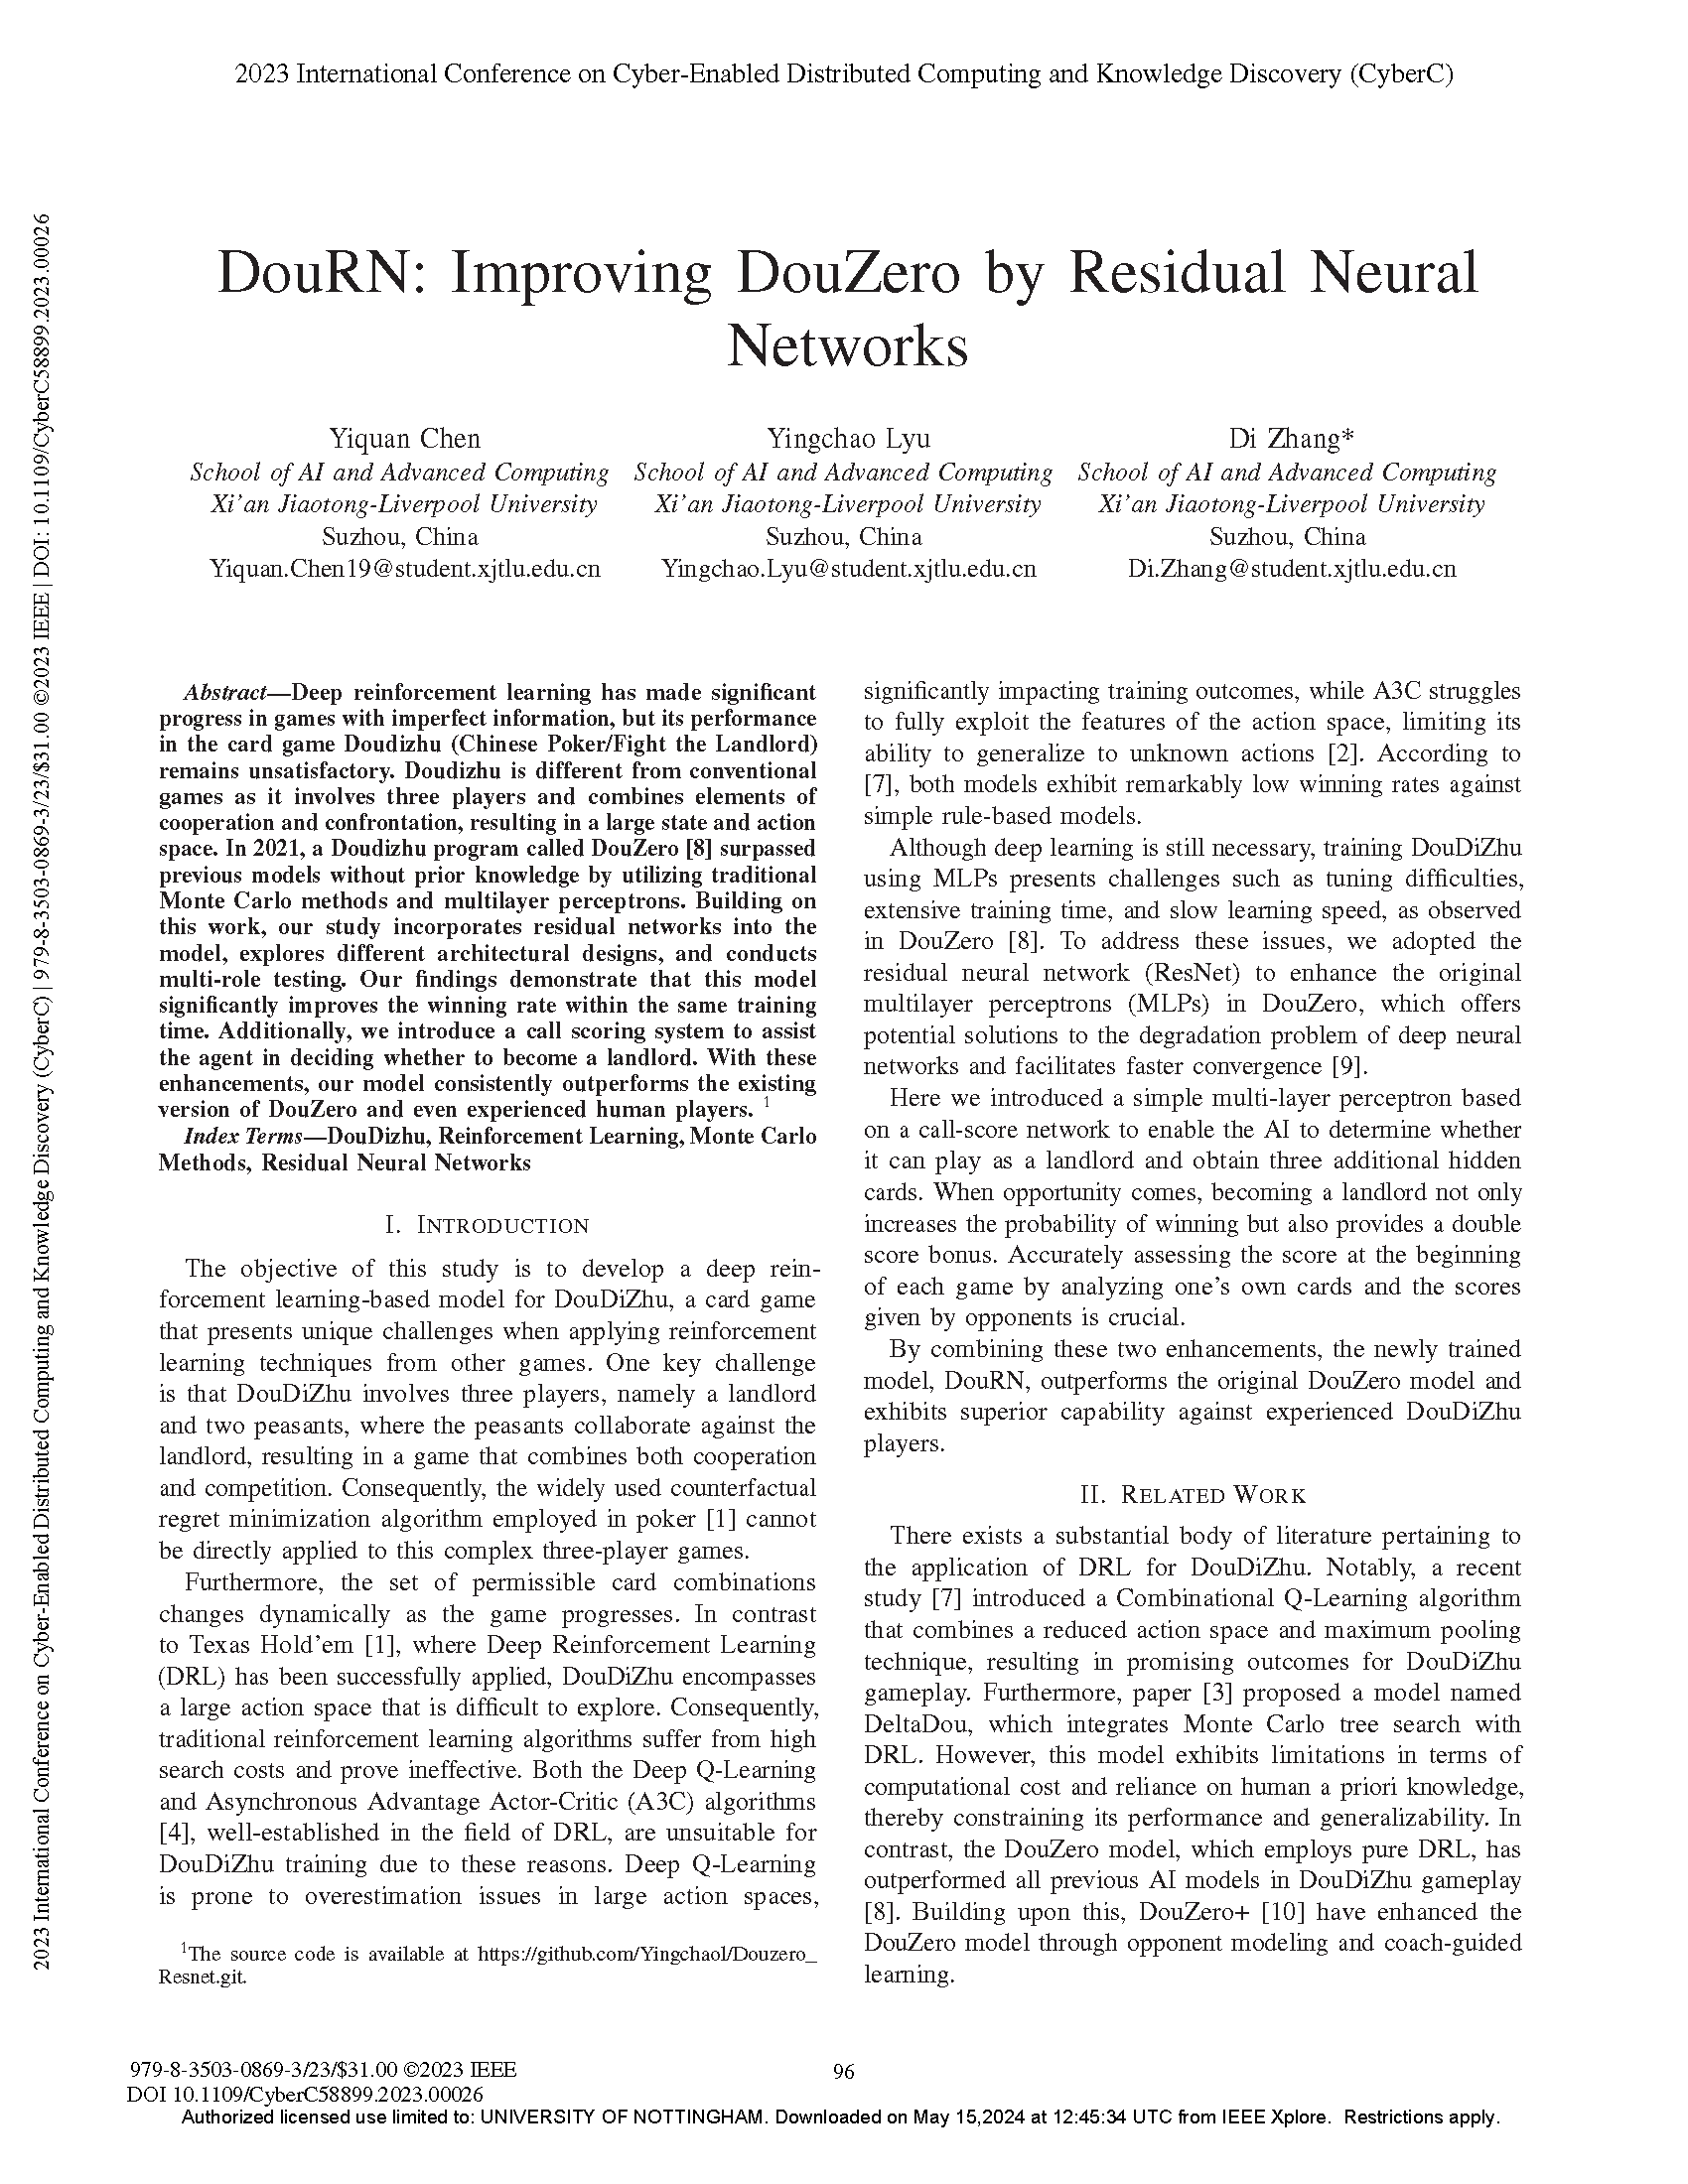 2023 International Conference on Cyber-Enabled Distributed Computing and Knowledge Discovery (CyberC)
2023 International Conference on Cyber-Enabled Distributed Computing and Knowledge Discovery (CyberC) | 979-8-3503-0869-3/23/$31.00 ©2023 IEEE | DOI: 10.1109/CyberC58899.2023.00026
DouRN: Improving DouZero by Residual Neural
Networks
Yiquan Chen
School of AI and Advanced Computing
Xi'an Jiaotong-Liverpool University
Suzhou, China
Yiquan.Chen19@student.xjtlu.edu.cn
Yingchao Lyu
School of AI and Advanced Computing
Xi'an Jiaotong-Liverpool University
Suzhou, China
Yingchao.Lyu@student.xjtlu.edu.cn
Di Zhang*
School of AI and Advanced Computing
Xi'an Jiaotong-Liverpool University
Suzhou, China
Di.Zhang@student.xjtlu.edu.cn
Abstract—Deep reinforcement learning has made significant
progress in games with imperfect information, but its performance
in the card game Doudizhu (Chinese Poker/Fight the Landlord)
remains unsatisfactory. Doudizhu is different from conventional
games as it involves three players and combines elements of
cooperation and confrontation, resulting in a large state and action
space. In 2021, a Doudizhu program called DouZero [8] surpassed
previous models without prior knowledge by utilizing traditional
Monte Carlo methods and multilayer perceptrons. Building on
this work, our study incorporates residual networks into the
model, explores different architectural designs, and conducts
multi-role testing. Our findings demonstrate that this model
significantly improves the winning rate within the same training
time. Additionally, we introduce a call scoring system to assist
the agent in deciding whether to become a landlord. With these
enhancements, our model consistently outperforms the existing
version of DouZero and even experienced human players. 1
Index Terms—DouDizhu, Reinforcement Learning, Monte Carlo
Methods, Residual Neural Networks
I. INTRODUCTION
The objective of this study is to develop a deep rein-
forcement learning-based model for DouDiZhu, a card game
that presents unique challenges when applying reinforcement
learning techniques from other games. One key challenge
is that DouDiZhu involves three players, namely a landlord
and two peasants, where the peasants collaborate against the
landlord, resulting in a game that combines both cooperation
and competition. Consequently, the widely used counterfactual
regret minimization algorithm employed in poker [1] cannot
be directly applied to this complex three-player games.
Furthermore, the set of permissible card combinations
changes dynamically as the game progresses. In contrast
to Texas Hold'em [1], where Deep Reinforcement Learning
(DRL) has been successfully applied, DouDiZhu encompasses
a large action space that is difficult to explore. Consequently,
traditional reinforcement learning algorithms suffer from high
search costs and prove ineffective. Both the Deep Q-Learning
and Asynchronous Advantage Actor-Critic (A3C) algorithms
[4], well-established in the field of DRL, are unsuitable for
DouDiZhu training due to these reasons. Deep Q-Learning
is prone to overestimation issues in large action spaces,
1The source code is available at https://github.com/Yingchaol/Douzero_
Resnet.git.
significantly impacting training outcomes, while A3C struggles
to fully exploit the features of the action space, limiting its
ability to generalize to unknown actions [2]. According to
[7], both models exhibit remarkably low winning rates against
simple rule-based models.
Although deep learning is still necessary, training DouDiZhu
using MLPs presents challenges such as tuning difficulties,
extensive training time, and slow learning speed, as observed
in DouZero [8]. To address these issues, we adopted the
residual neural network (ResNet) to enhance the original
multilayer perceptrons (MLPs) in DouZero, which offers
potential solutions to the degradation problem of deep neural
networks and facilitates faster convergence [9].
Here we introduced a simple multi-layer perceptron based
on a call-score network to enable the AI to determine whether
it can play as a landlord and obtain three additional hidden
cards. When opportunity comes, becoming a landlord not only
increases the probability of winning but also provides a double
score bonus. Accurately assessing the score at the beginning
of each game by analyzing one's own cards and the scores
given by opponents is crucial.
By combining these two enhancements, the newly trained
model, DouRN, outperforms the original DouZero model and
exhibits superior capability against experienced DouDiZhu
players.
II. RELATED WORK
There exists a substantial body of literature pertaining to
the application of DRL for DouDiZhu. Notably, a recent
study [7] introduced a Combinational Q-Learning algorithm
that combines a reduced action space and maximum pooling
technique, resulting in promising outcomes for DouDiZhu
gameplay. Furthermore, paper [3] proposed a model named
DeltaDou, which integrates Monte Carlo tree search with
DRL. However, this model exhibits limitations in terms of
computational cost and reliance on human a priori knowledge,
thereby constraining its performance and generalizability. In
contrast, the DouZero model, which employs pure DRL, has
outperformed all previous AI models in DouDiZhu gameplay
[8]. Building upon this, DouZero+ [10] have enhanced the
DouZero model through opponent modeling and coach-guided
learning.
979-8-3503-0869-3/23/$31.00 ©2023 IEEE
DOI 10.1109/CyberC58899.2023.00026
96
Authorized licensed use limited to: UNIVERSITY OF NOTTINGHAM. Downloaded on May 15,2024 at 12:45:34 UTC from IEEE Xplore. Restrictions apply.